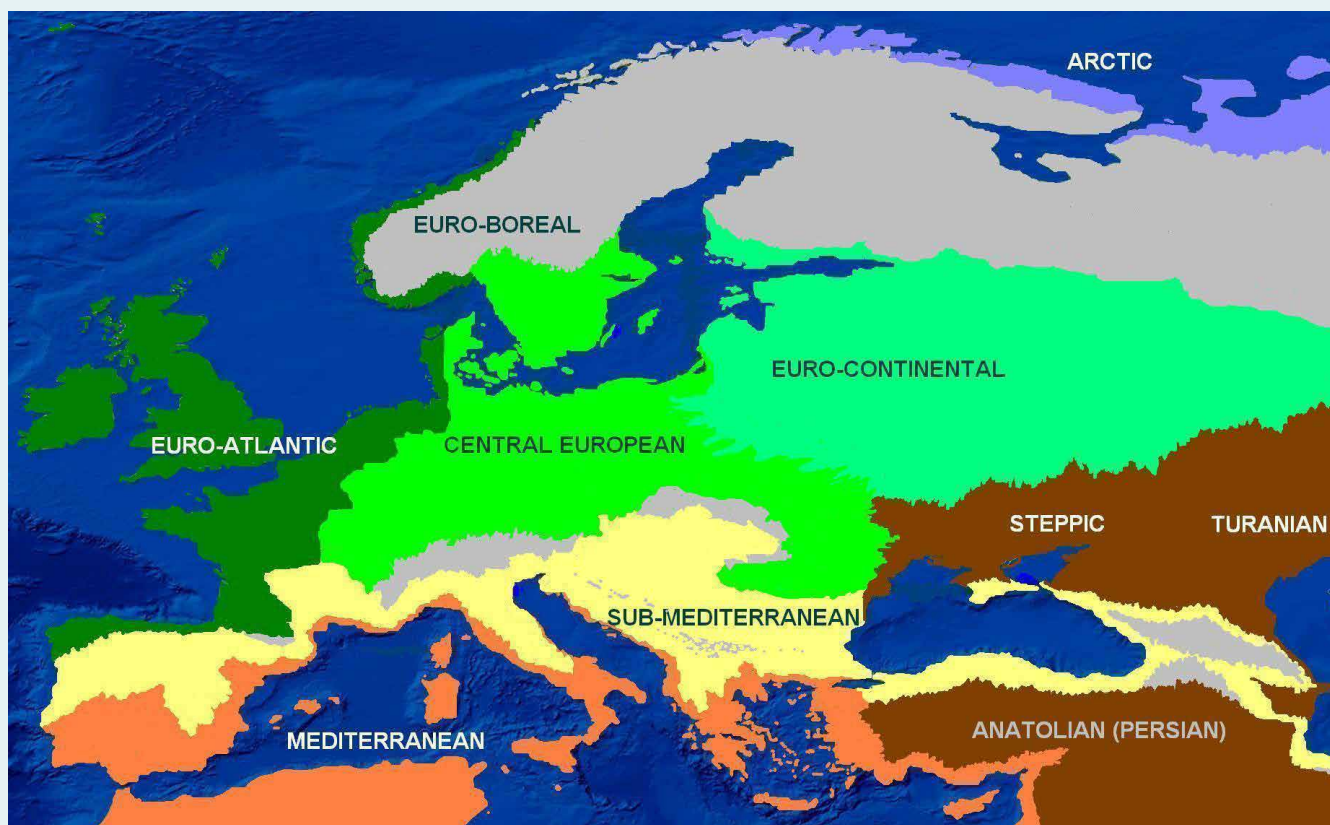 ARCTIC
EURO-BOREAL
EURO-CONTINENTAL
EURO-ATLANTIC
CENTRAL EUROPEAN
STEPPIC
TURANIAN
SUB-MEDITERRANEAN
MEDITERRANEAN
ANATOLIAN (PERSIAN)